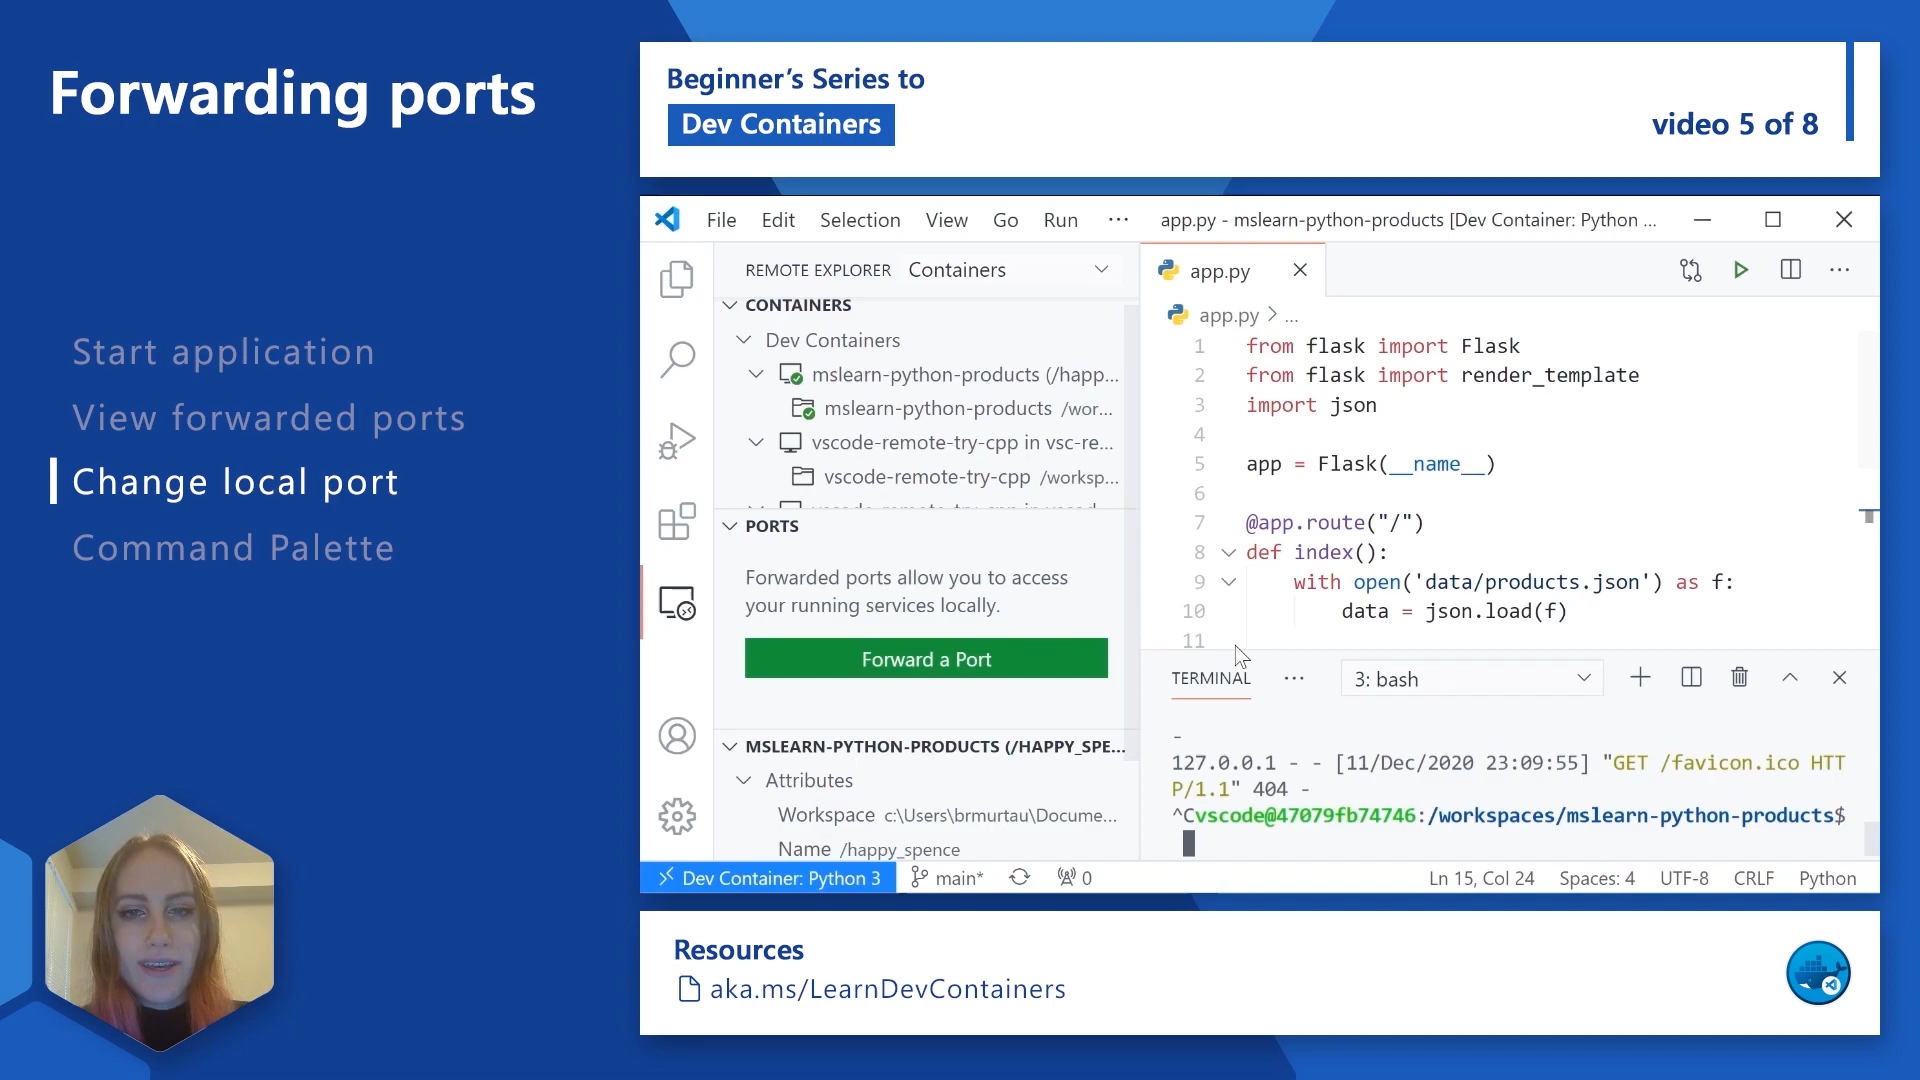 Forwarding ports
Start application
View forwarded ports
Change local port
Command Palette
Beginner’s Series to
Dev Containers
video 5 of 8
File Edit Selection View Go Run ··· app.py - mslearn-python-products [Dev Container: Python ...
REMOTE EXPLORER Containers
CONTAINERS
Dev Containers
mslearn-python-products (/happ...
mslearn-python-products /wor...
vscode-remote-try-cpp in vsc-re...
vscode-remote-try-cpp /worksp...
PORTS
Forwarded ports allow you to access
your running services locally.
Forward a Port
MSLEARN-PYTHON-PRODUCTS (/HAPPY_SPE...
Attributes
Workspace c:\Users\brmurtau\Docume...
Name /happy_spence
app.py
app.py > ...
1 from flask import Flask
2 from flask import render_template
3 import json
4
5 app = Flask(__name__)
6
7 @app.route("/")
8 def index():
9 with open('data/products.json') as f:
10 data = json.load(f)
11
TERMINAL ··· 3: bash
-
127.0.0.1 - - [11/Dec/2020 23:09:55] "GET /favicon.ico HTT
P/1.1" 404 -
^Cvscode@47079fb74746:/workspaces/mslearn-python-products$
Dev Container: Python 3 main* 0 Ln 15, Col 24 Spaces: 4 UTF-8 CRLF Python
Resources
aka.ms/LearnDevContainers